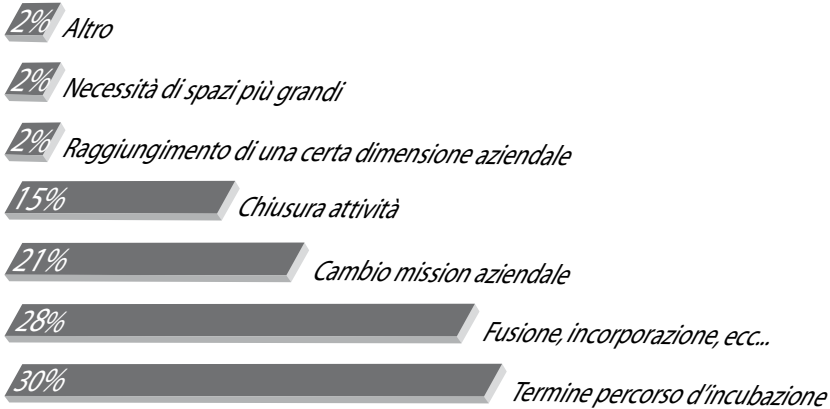 2% Altro
2% Necessità di spazi più grandi
2% Raggiungimento di una certa dimensione aziendale
15% Chiusura attività
21% Cambio mission aziendale
28% Fusione, incorporazione, ecc...
30% Termine percorso d'incubazione